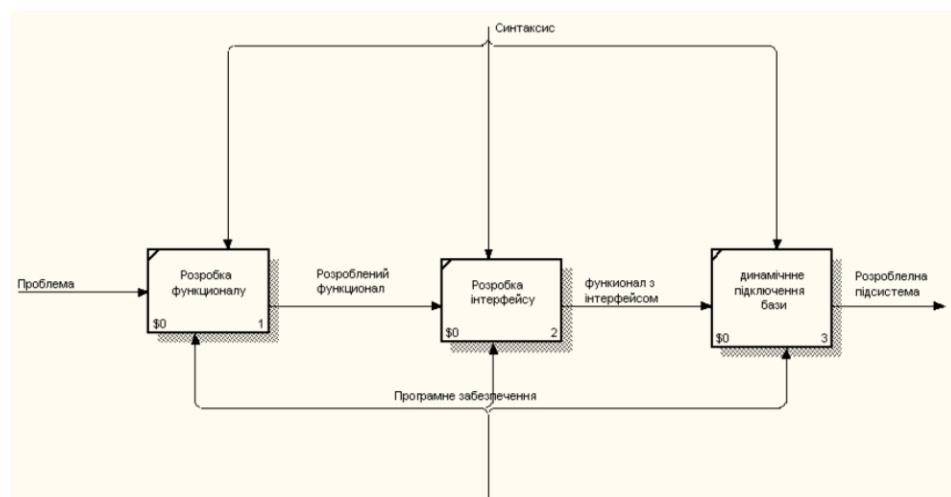 Синтаксис
Проблема
Розробка
функционалу
$0
1
Розроблений
функционал
Розробка
інтерфейсу
$0
2
функионал з
інтерфейсом
динамічнне
підключення
бази
$0
3
Розроблелна
підсистема
Програмне забезпечення